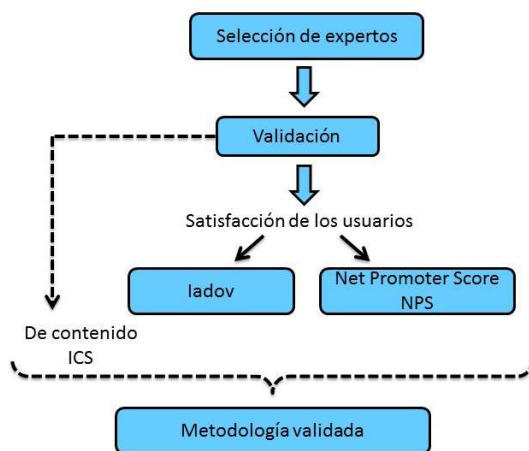 Selección de expertos
Validación
Satisfacción de los usuarios
Iadov
Net Promoter Score
NPS
De contenido
ICS
Metodología validada